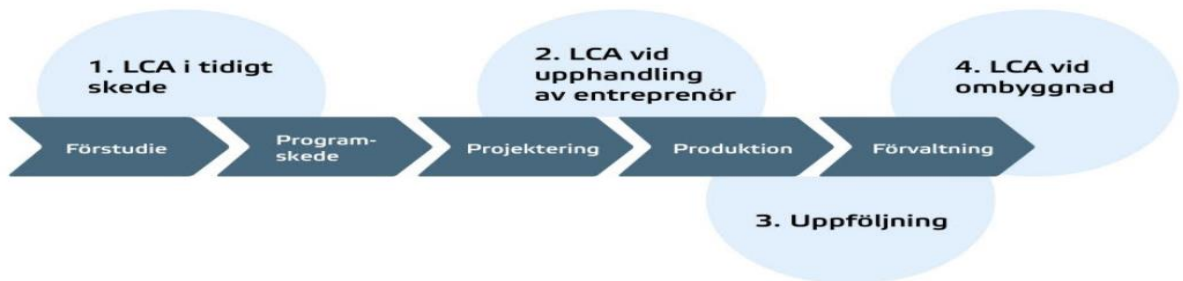 1. LCA i tidigt
skede
2. LCA vid
upphandling
av entreprenör
4. LCA vid
ombyggnad
Förstudie
Program-
skede
Projektering
Produktion
Förvaltning
3. Uppföljning